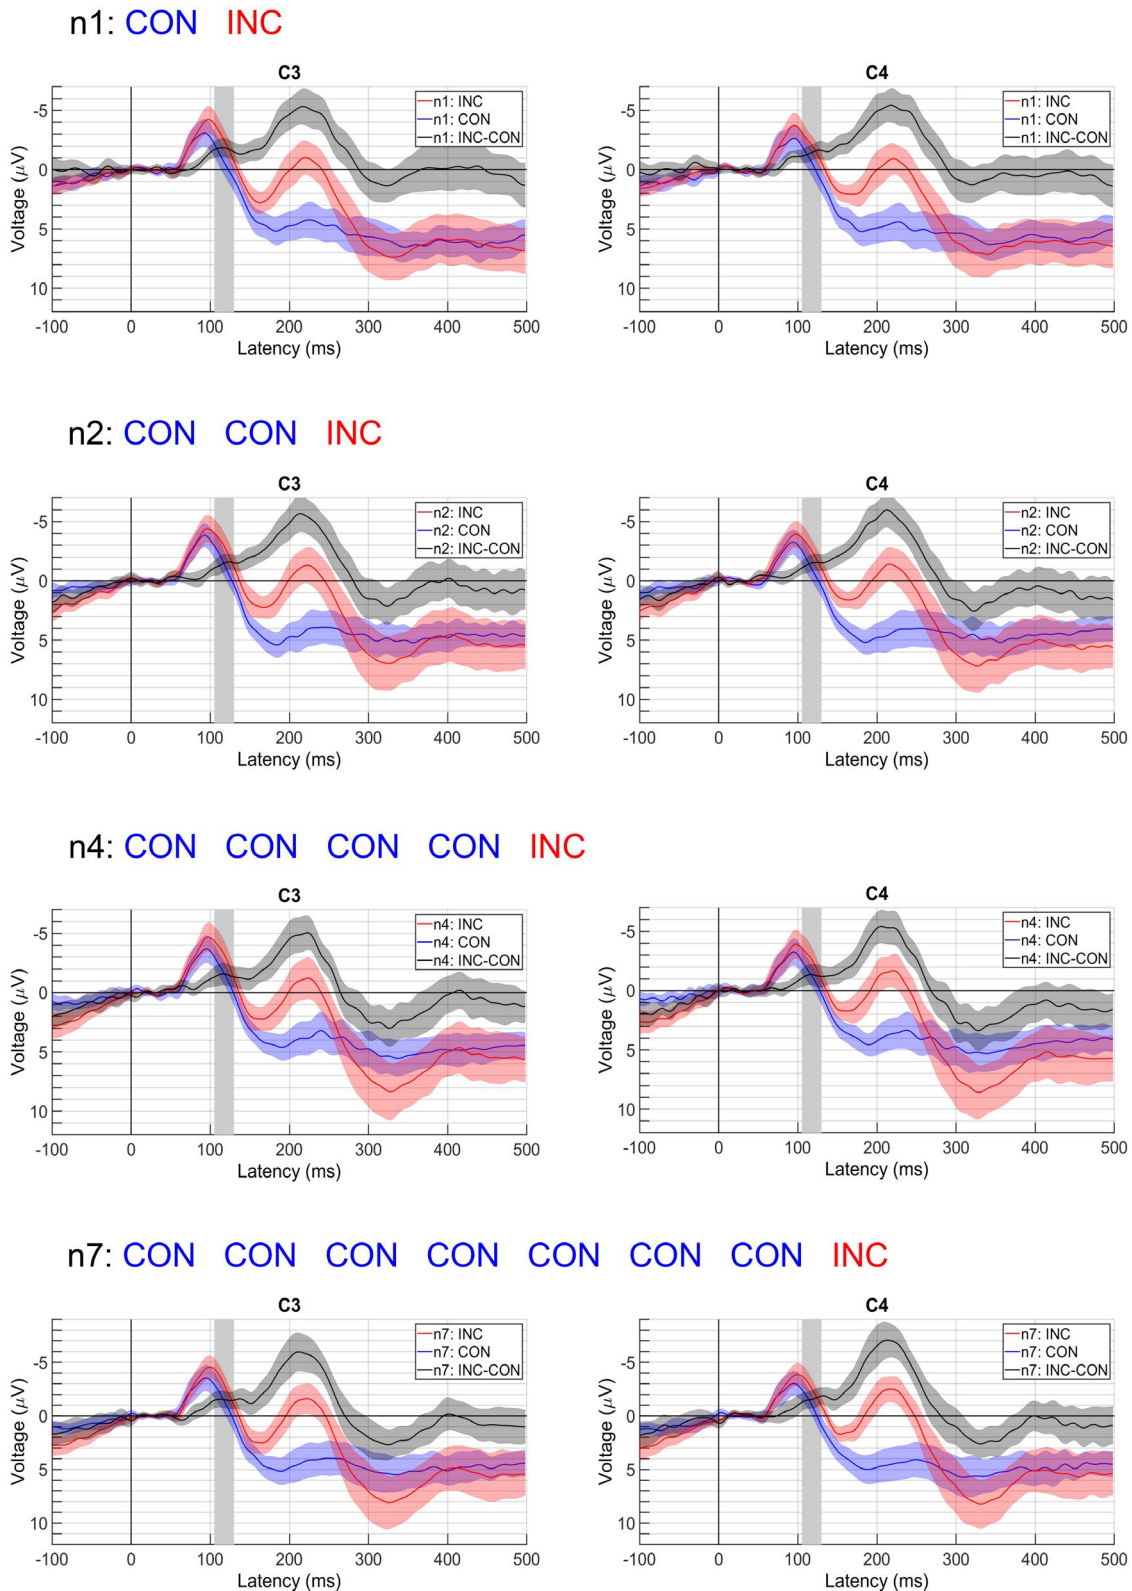 n1: CON INC
C3
C4
-5
0
5
10
Voltage (μV)
n1: INC
n1: CON
n1: INC-CON
-100 0 100 200 300 400 500
Latency (ms)
-5
0
5
10
Voltage (μV)
n1: INC
n1: CON
n1: INC-CON
-100 0 100 200 300 400 500
Latency (ms)
n2: CON CON INC
C3
C4
-5
0
5
10
Voltage (μV)
n2: INC
n2: CON
n2: INC-CON
-100 0 100 200 300 400 500
Latency (ms)
-5
0
5
10
Voltage (μV)
n2: INC
n2: CON
n2: INC-CON
-100 0 100 200 300 400 500
Latency (ms)
n4: CON CON CON CON INC
C3
C4
-5
0
5
10
Voltage (μV)
n4: INC
n4: CON
n4: INC-CON
-100 0 100 200 300 400 500
Latency (ms)
-5
0
5
10
Voltage (μV)
n4: INC
n4: CON
n4: INC-CON
-100 0 100 200 300 400 500
Latency (ms)
n7: CON CON CON CON CON CON CON INC
C3
C4
-5
0
5
10
Voltage (μV)
n7: INC
n7: CON
n7: INC-CON
-100 0 100 200 300 400 500
Latency (ms)
-5
0
5
10
Voltage (μV)
n7: INC
n7: CON
n7: INC-CON
-100 0 100 200 300 400 500
Latency (ms)